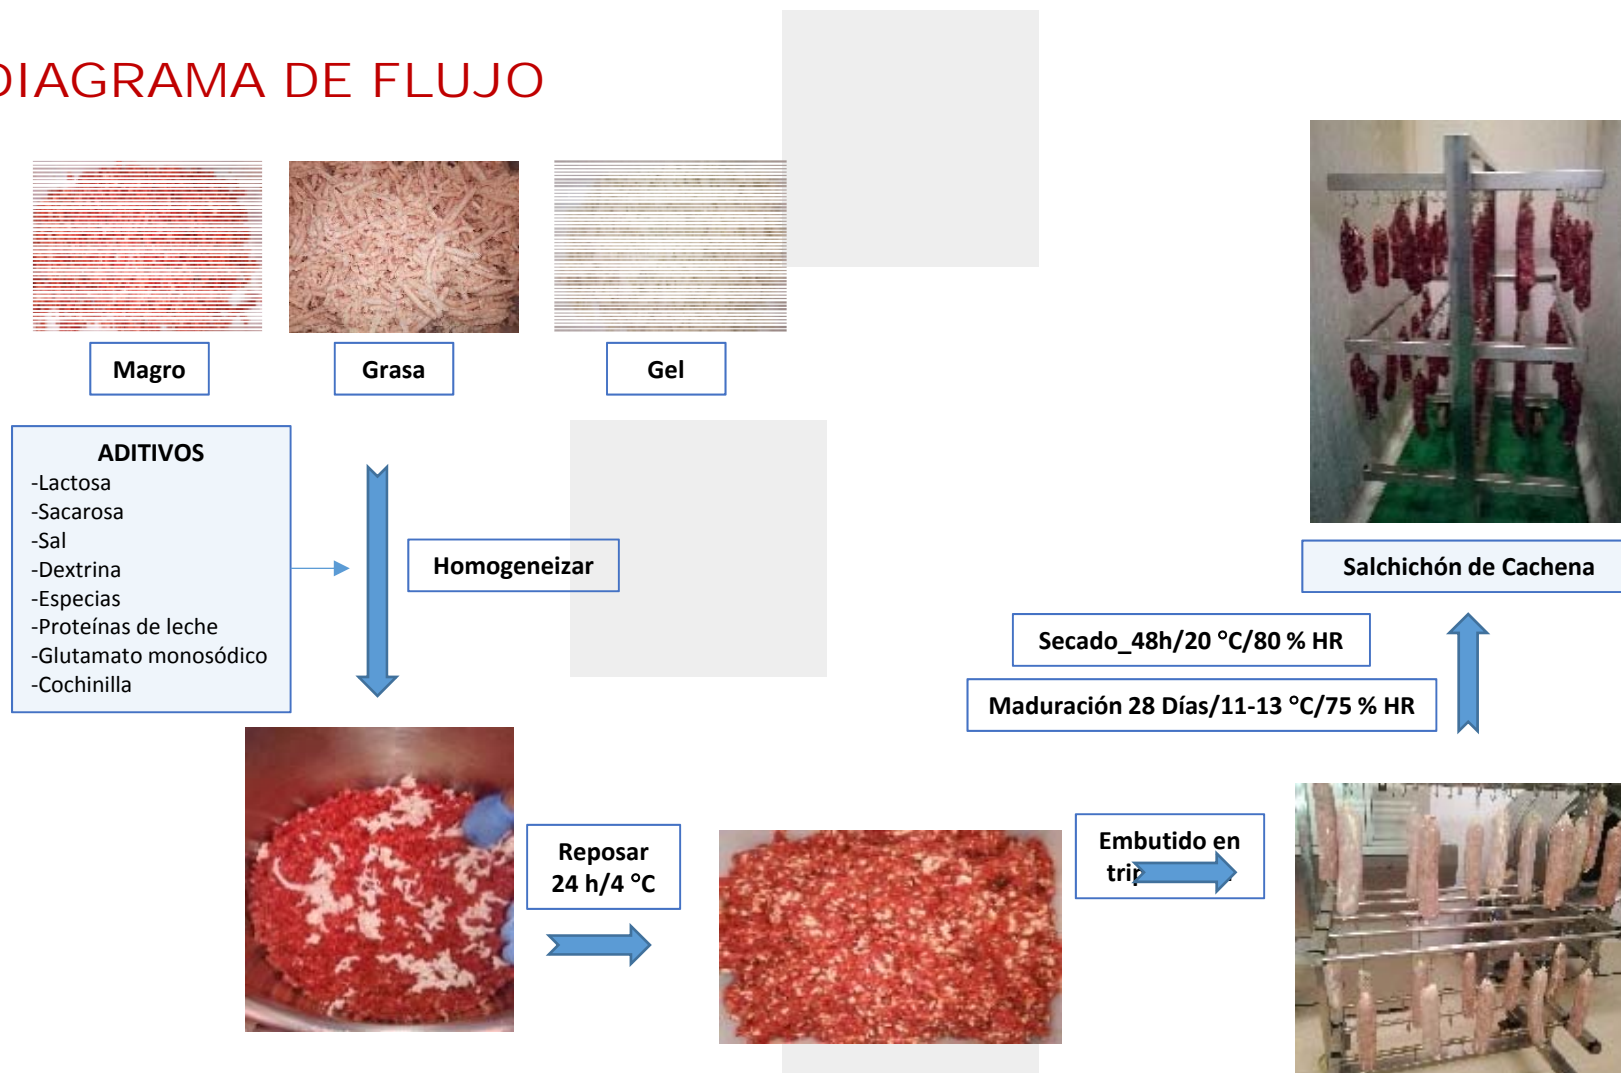 DIAGRAMA DE FLUJO
Magro
Grasa
Gel
ADITIVOS
-Lactosa
-Sacarosa
-Sal
-Dextrina
-Especias
-Proteínas de leche
-Glutamato monosódico
-Cochinilla
Homogeneizar
Reposar
24 h/4 °C
Embutido en
Secado_48h/20 °C/80 % HR
Maduración 28 Días/11-13 °C/75 % HR
Salchichón de Cachena